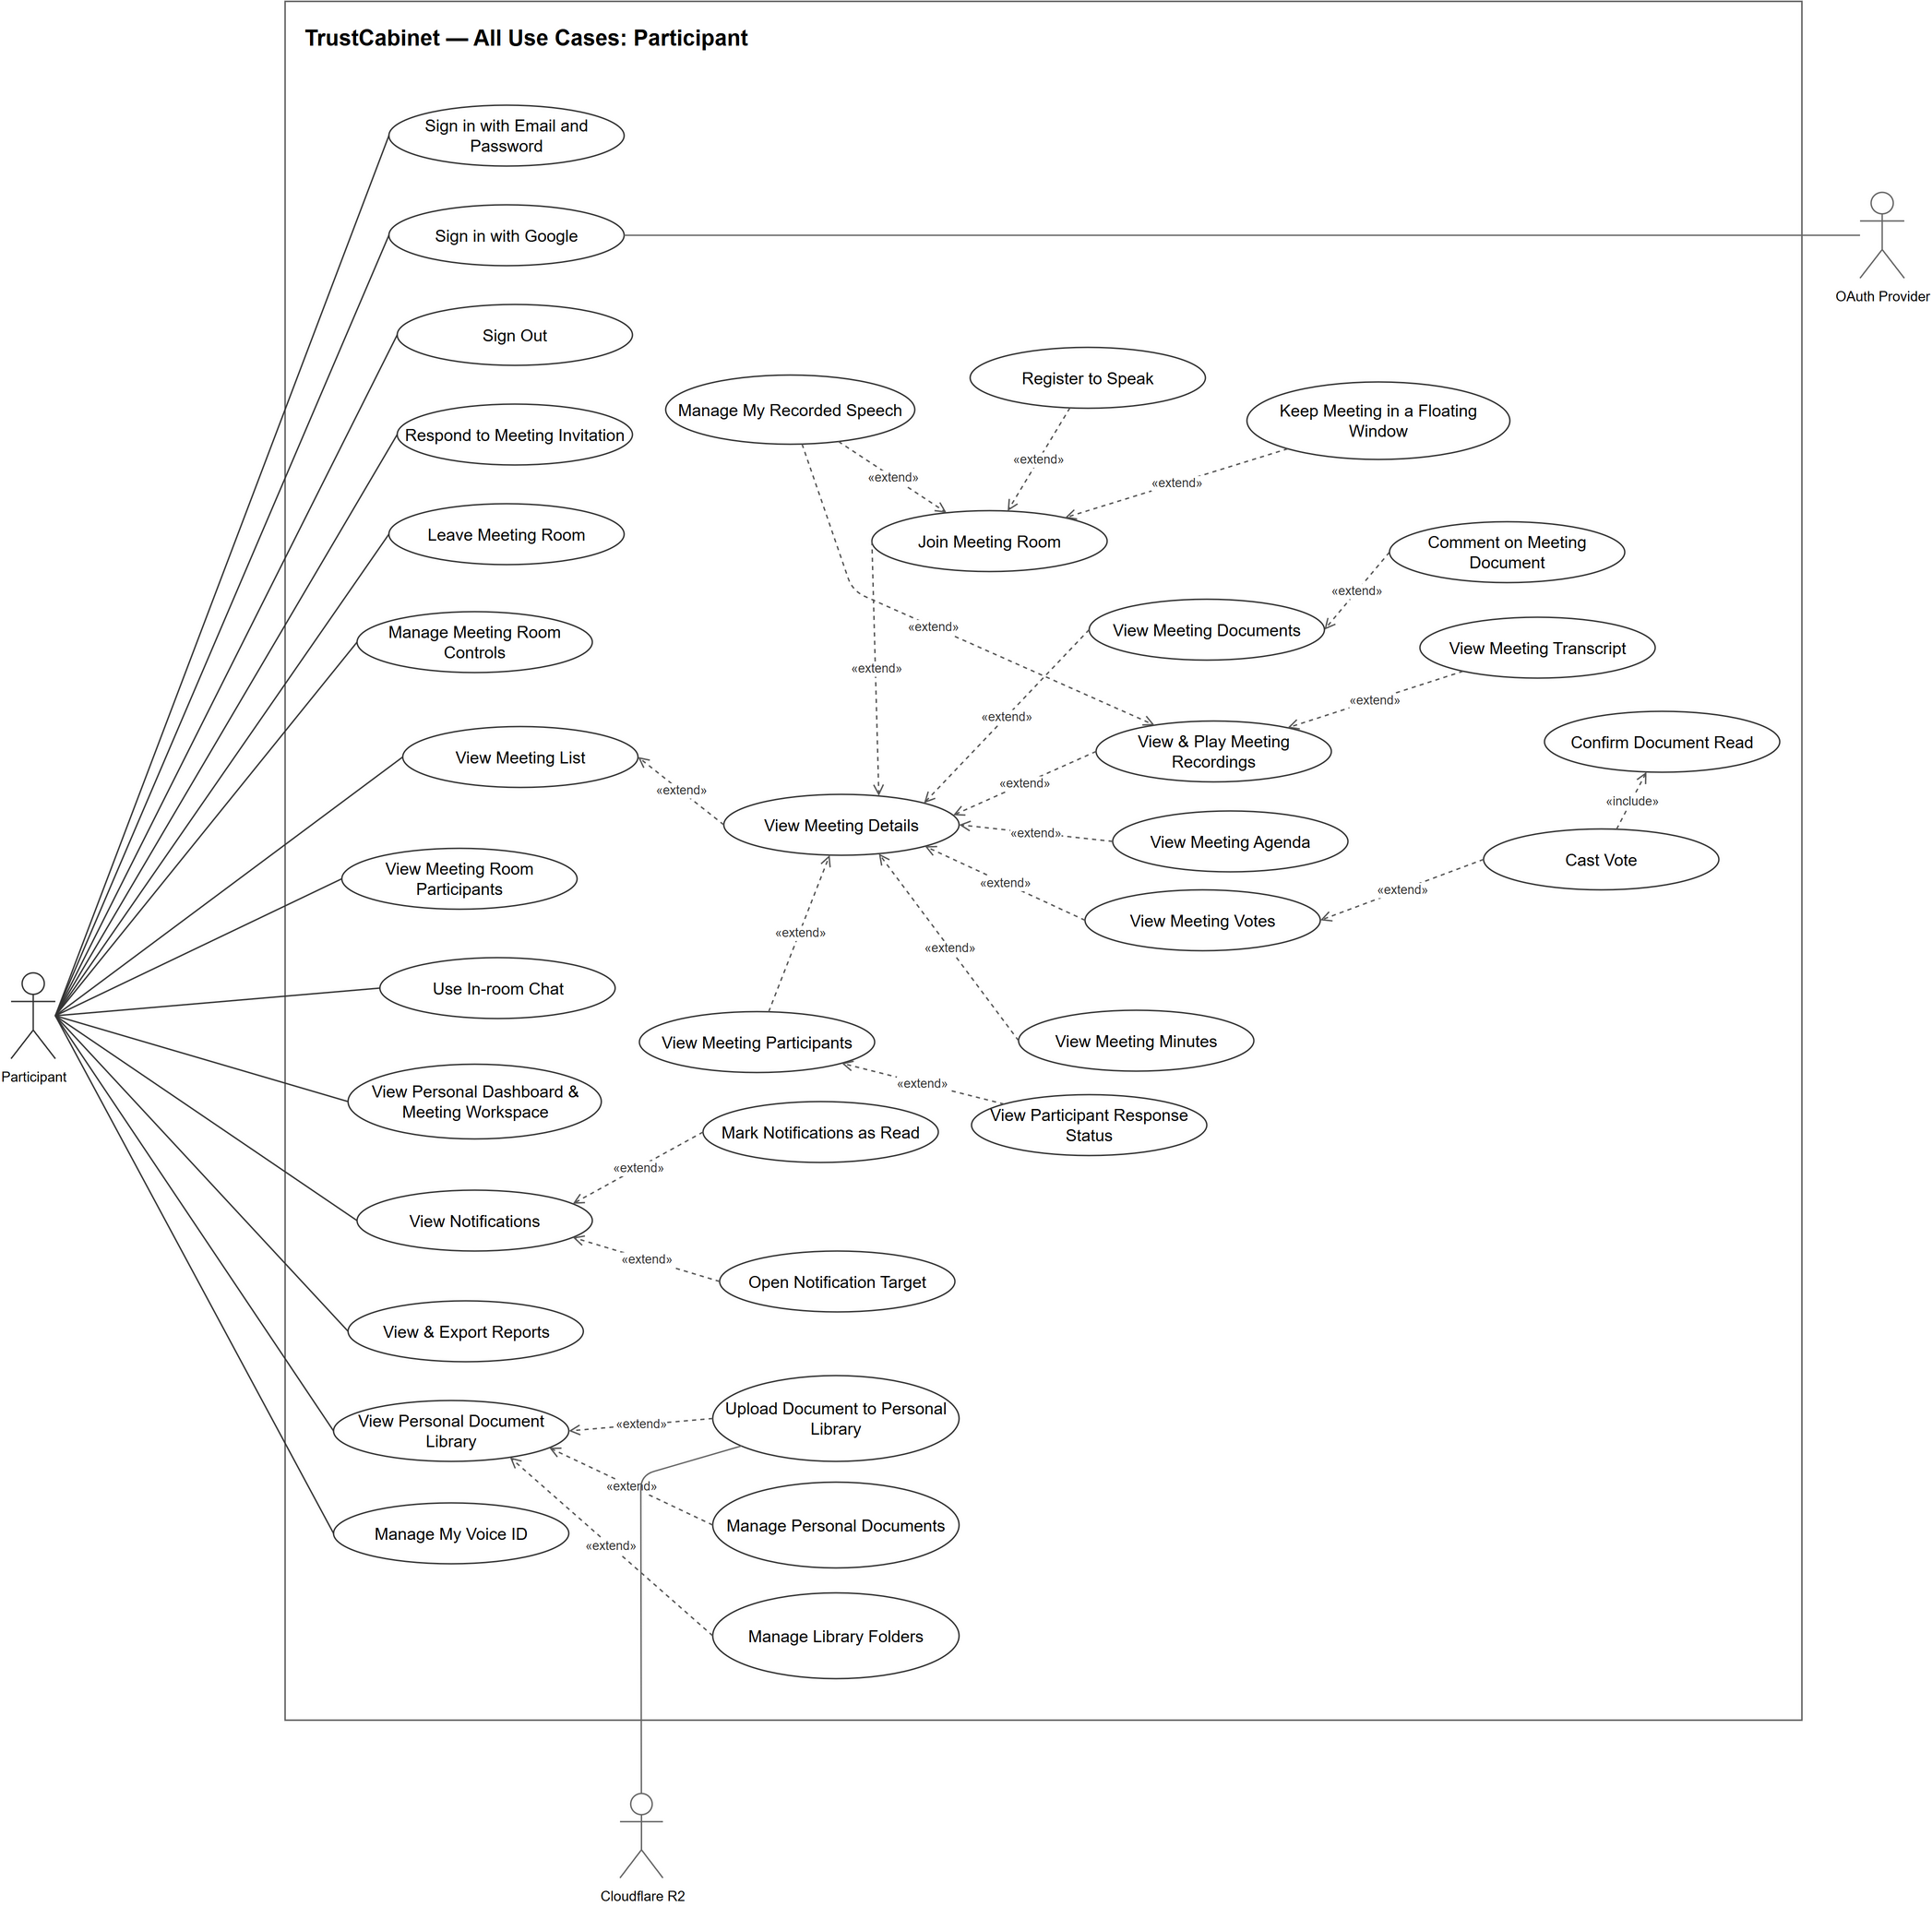 TrustCabinet — All Use Cases: Participant
Sign in with Email and
Password
Sign in with Google
OAuth Provider
Sign Out
Register to Speak
Manage My Recorded Speech
Keep Meeting in a Floating
Window
Respond to Meeting Invitation
«extend»
«extend»
«extend»
Leave Meeting Room
Join Meeting Room
Comment on Meeting
Document
«extend»
Manage Meeting Room
Controls
«extend»
View Meeting Documents
View Meeting Transcript
«extend»
«extend»
«extend»
View Meeting List
View & Play Meeting
Recordings
Confirm Document Read
«extend»
«extend»
«include»
View Meeting Details
«extend»
View Meeting Agenda
Cast Vote
View Meeting Room
Participants
«extend»
«extend»
View Meeting Votes
«extend»
«extend»
Use In-room Chat
View Meeting Participants
View Meeting Minutes
Participant
«extend»
View Personal Dashboard &
Meeting Workspace
View Participant Response
Status
Mark Notifications as Read
«extend»
View Notifications
«extend»
Open Notification Target
View & Export Reports
View Personal Document
Library
«extend»
Upload Document to Personal
Library
«extend»
Manage My Voice ID
Manage Personal Documents
«extend»
Manage Library Folders
Cloudflare R2